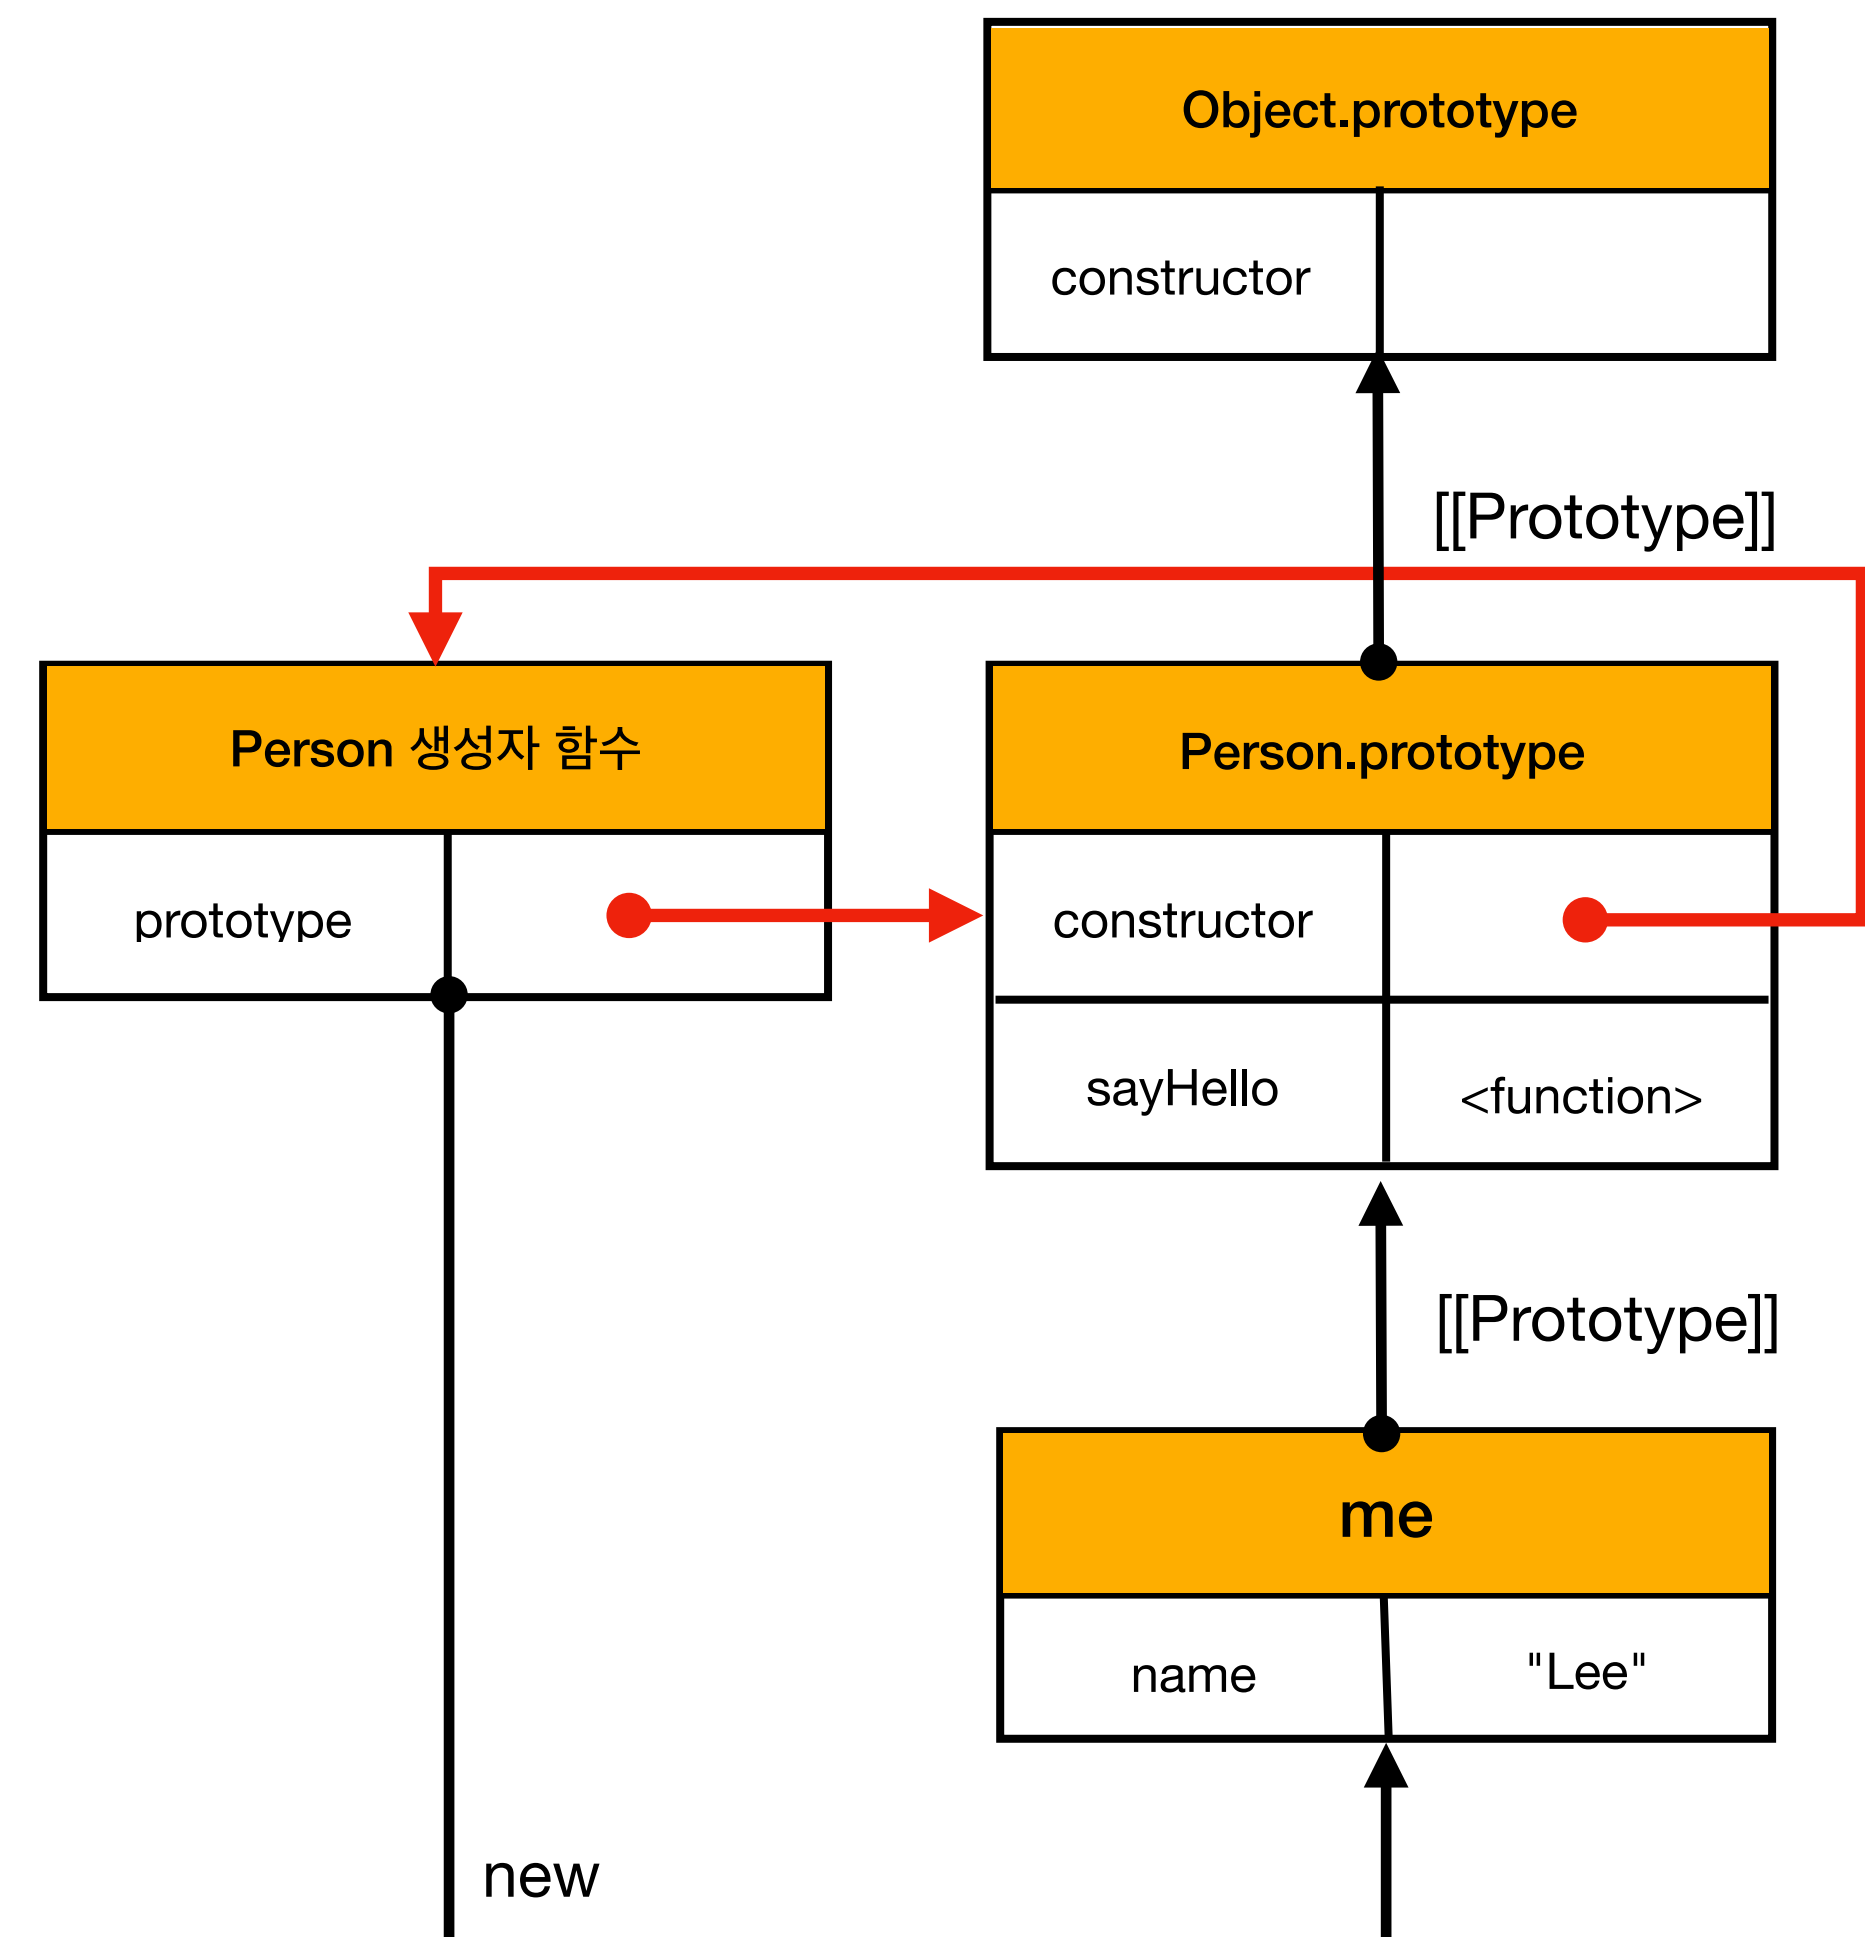 Object.prototype
constructor
[[Prototype]]
Person 생성자 함수
prototype
Person.prototype
constructor
sayHello
<function>
[[Prototype]]
me
name
"Lee"
new